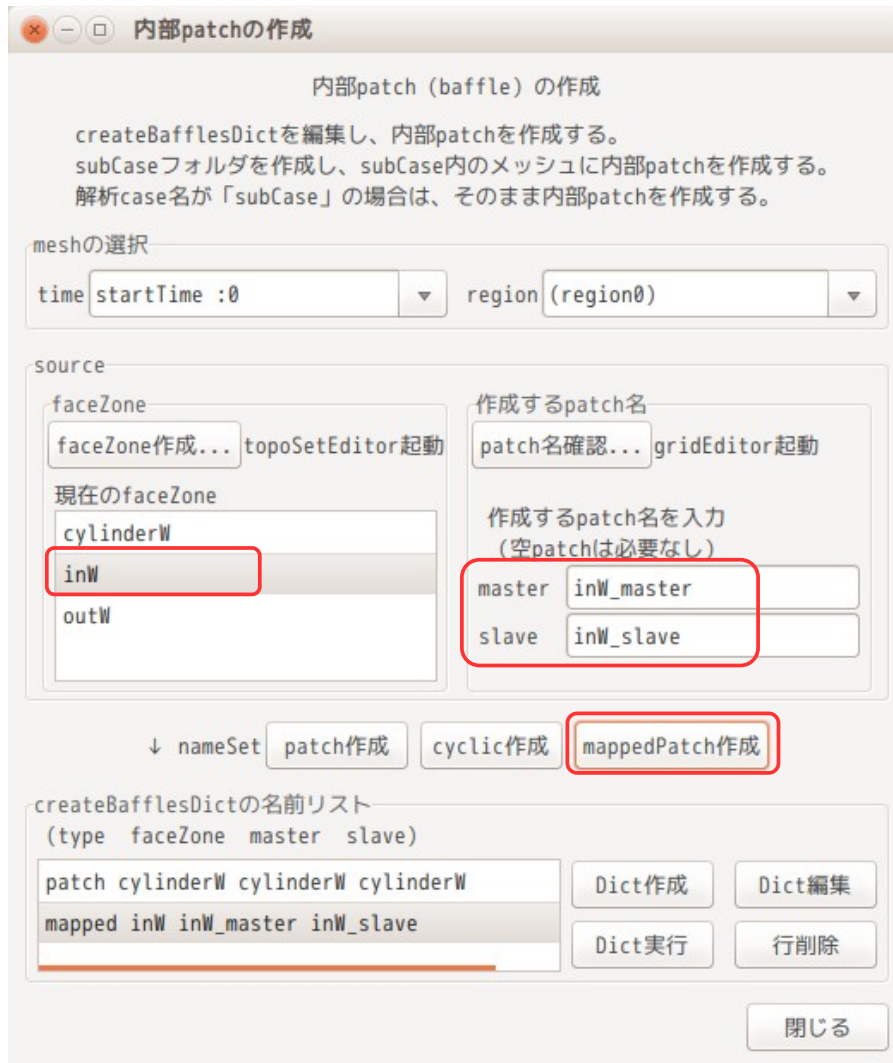 内部patchの作成
内部patch (baffle) の作成
createBafflesDictを編集し、内部patchを作成する。
subCaseフォルダを作成し、subCase内のメッシュに内部patchを作成する。
解析case名が「subCase」の場合は、そのまま内部patchを作成する。
meshの選択
time startTime :0 region (region0)
source
faceZone
faceZone作成... topoSetEditor起動
現在のfaceZone
cylinderW
inW
outW
作成するpatch名
patch名確認... gridEditor起動
作成するpatch名を入力
（空patchは必要なし）
master inW_master
slave inW_slave
↓ nameSet patch作成 cyclic作成 mappedPatch作成
createBafflesDictの名前リスト
(type faceZone master slave)
patch cylinderW cylinderW cylinderW
mapped inW inW_master inW_slave
Dict作成 Dict編集
Dict実行 行削除
閉じる